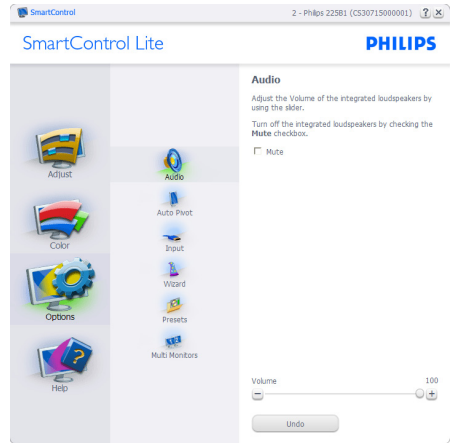 SmartControl
2 - Philips 225B1 (CS30715000001)
?
SmartControl Lite
PHILIPS
Adjust
Color
Options
Help
Audio
Auto Pivot
Input
Wizard
Presets
Multi Monitors
Audio
Adjust the Volume of the integrated loudspeakers by
using the slider.
Turn off the integrated loudspeakers by checking the
Mute checkbox.
Mute
Volume 100
Undo